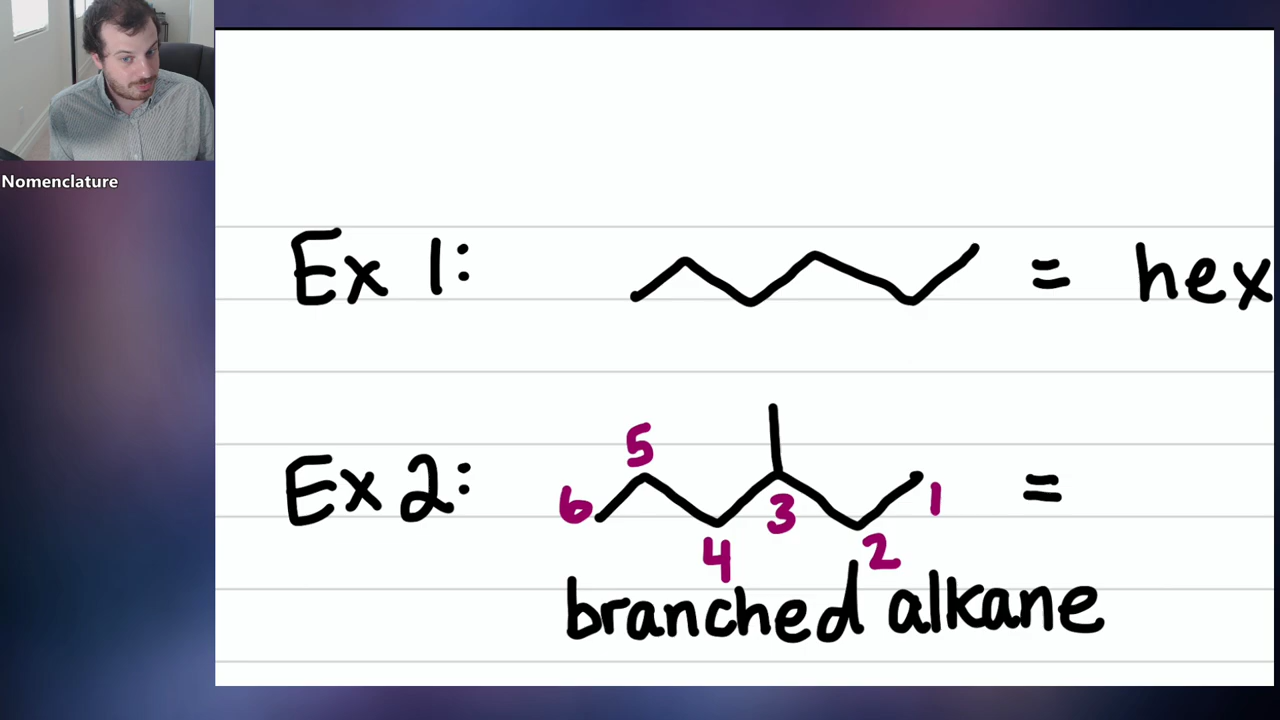 Nomenclature
Ex 1: = hex
5
6 3 1
Ex 2: =
4 2
branched alkane